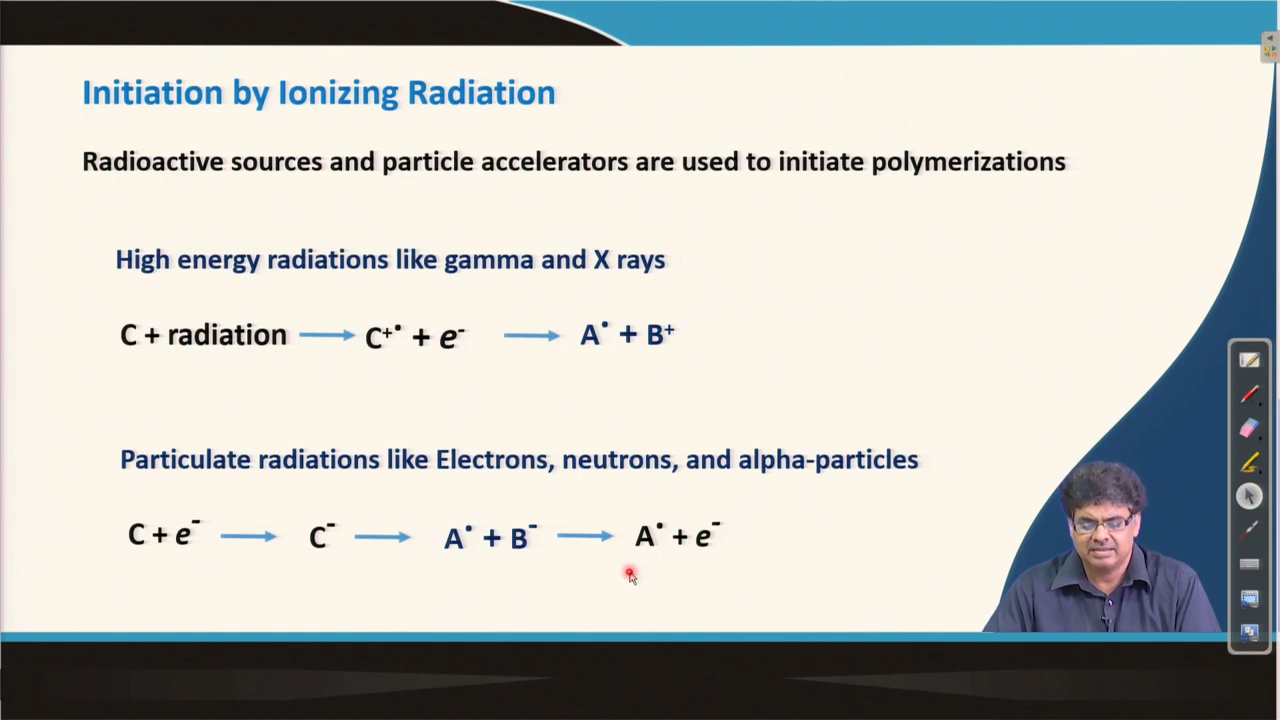 Initiation by Ionizing Radiation
Radioactive sources and particle accelerators are used to initiate polymerizations
High energy radiations like gamma and X rays
C + radiation ⟶ C⁺• + e⁻ ⟶ A• + B⁺
Particulate radiations like Electrons, neutrons, and alpha-particles
C + e⁻ ⟶ C⁻ ⟶ A• + B⁻ ⟶ A• + e⁻